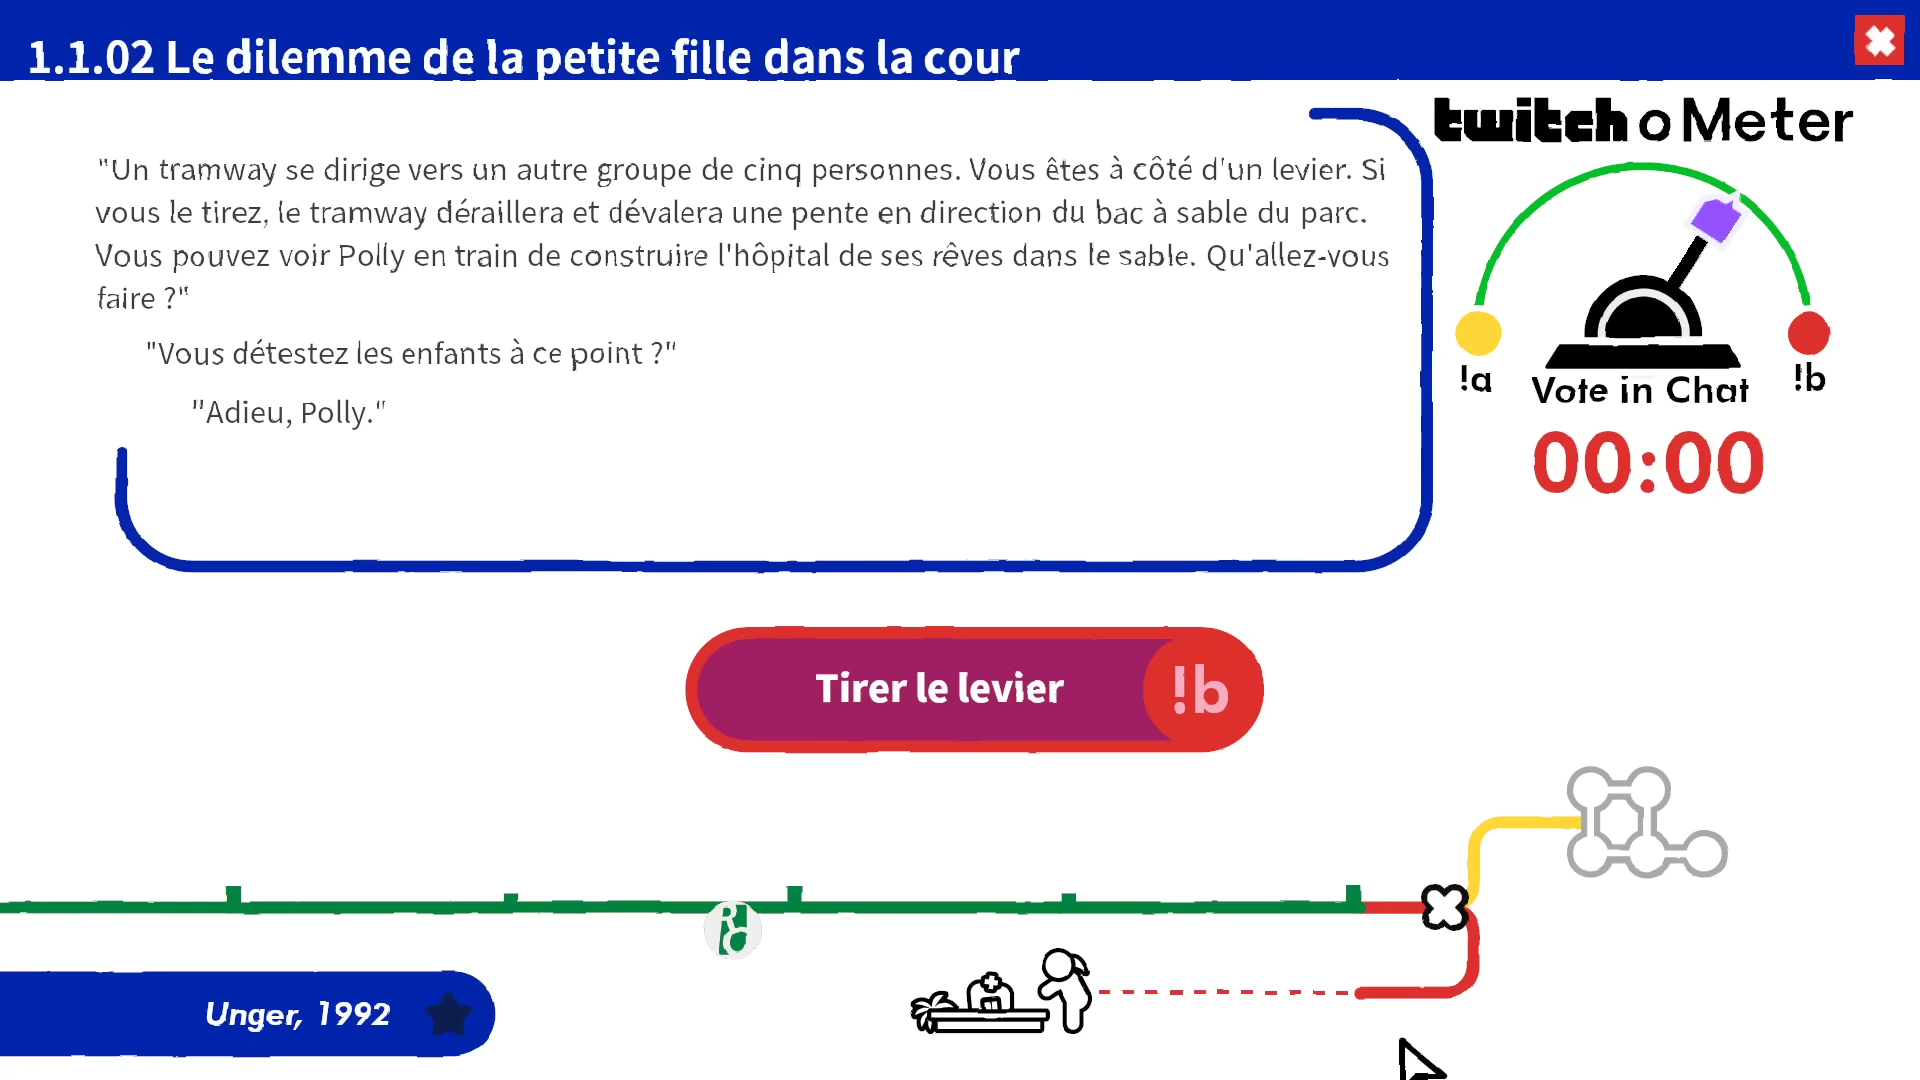 1.1.02 Le dilemme de la petite fille dans la cour
"Un tramway se dirige vers un autre groupe de cinq personnes. Vous êtes à côté d'un levier. Si
vous le tirez, le tramway déraillera et dévalera une pente en direction du bac à sable du parc.
Vous pouvez voir Polly en train de construire l'hôpital de ses rêves dans le sable. Qu'allez-vous
faire ?"
"Vous détestez les enfants à ce point ?"
"Adieu, Polly."
twitch o Meter
!a
Vote in Chat
!b
00:00
Tirer le levier
!b
Unger, 1992